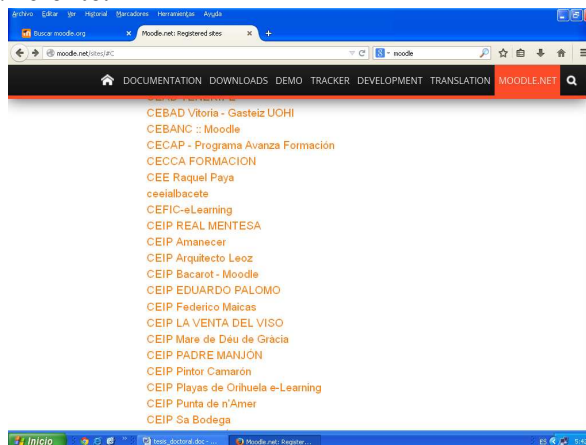 Archivo Editar Ver Historial Marcadores Herramientas Ayuda
Buscar moodle.org Moodle.net: Registered sites
moodle.net/sites/#C moodle
DOCUMENTATION DOWNLOADS DEMO TRACKER DEVELOPMENT TRANSLATION MOODLE.NET
CEBAD Vitoria - Gasteiz UOHI
CEBANC :: Moodle
CECAP - Programa Avanza Formación
CECCA FORMACION
CEE Raquel Paya
ceeialbacete
CEFIC-eLearning
CEIP REAL MENTESA
CEIP Amanecer
CEIP Arquitecto Leoz
CEIP Bacarot - Moodle
CEIP EDUARDO PALOMO
CEIP Federico Maicas
CEIP LA VENTA DEL VISO
CEIP Mare de Déu de Gràcia
CEIP PADRE MANJÓN
CEIP Pintor Camarón
CEIP Playas de Orihuela e-Learning
CEIP Punta de n'Amer
CEIP Sa Bodega
Inicio tesis_doctoral.doc - ... Moodle.net: Register... ES